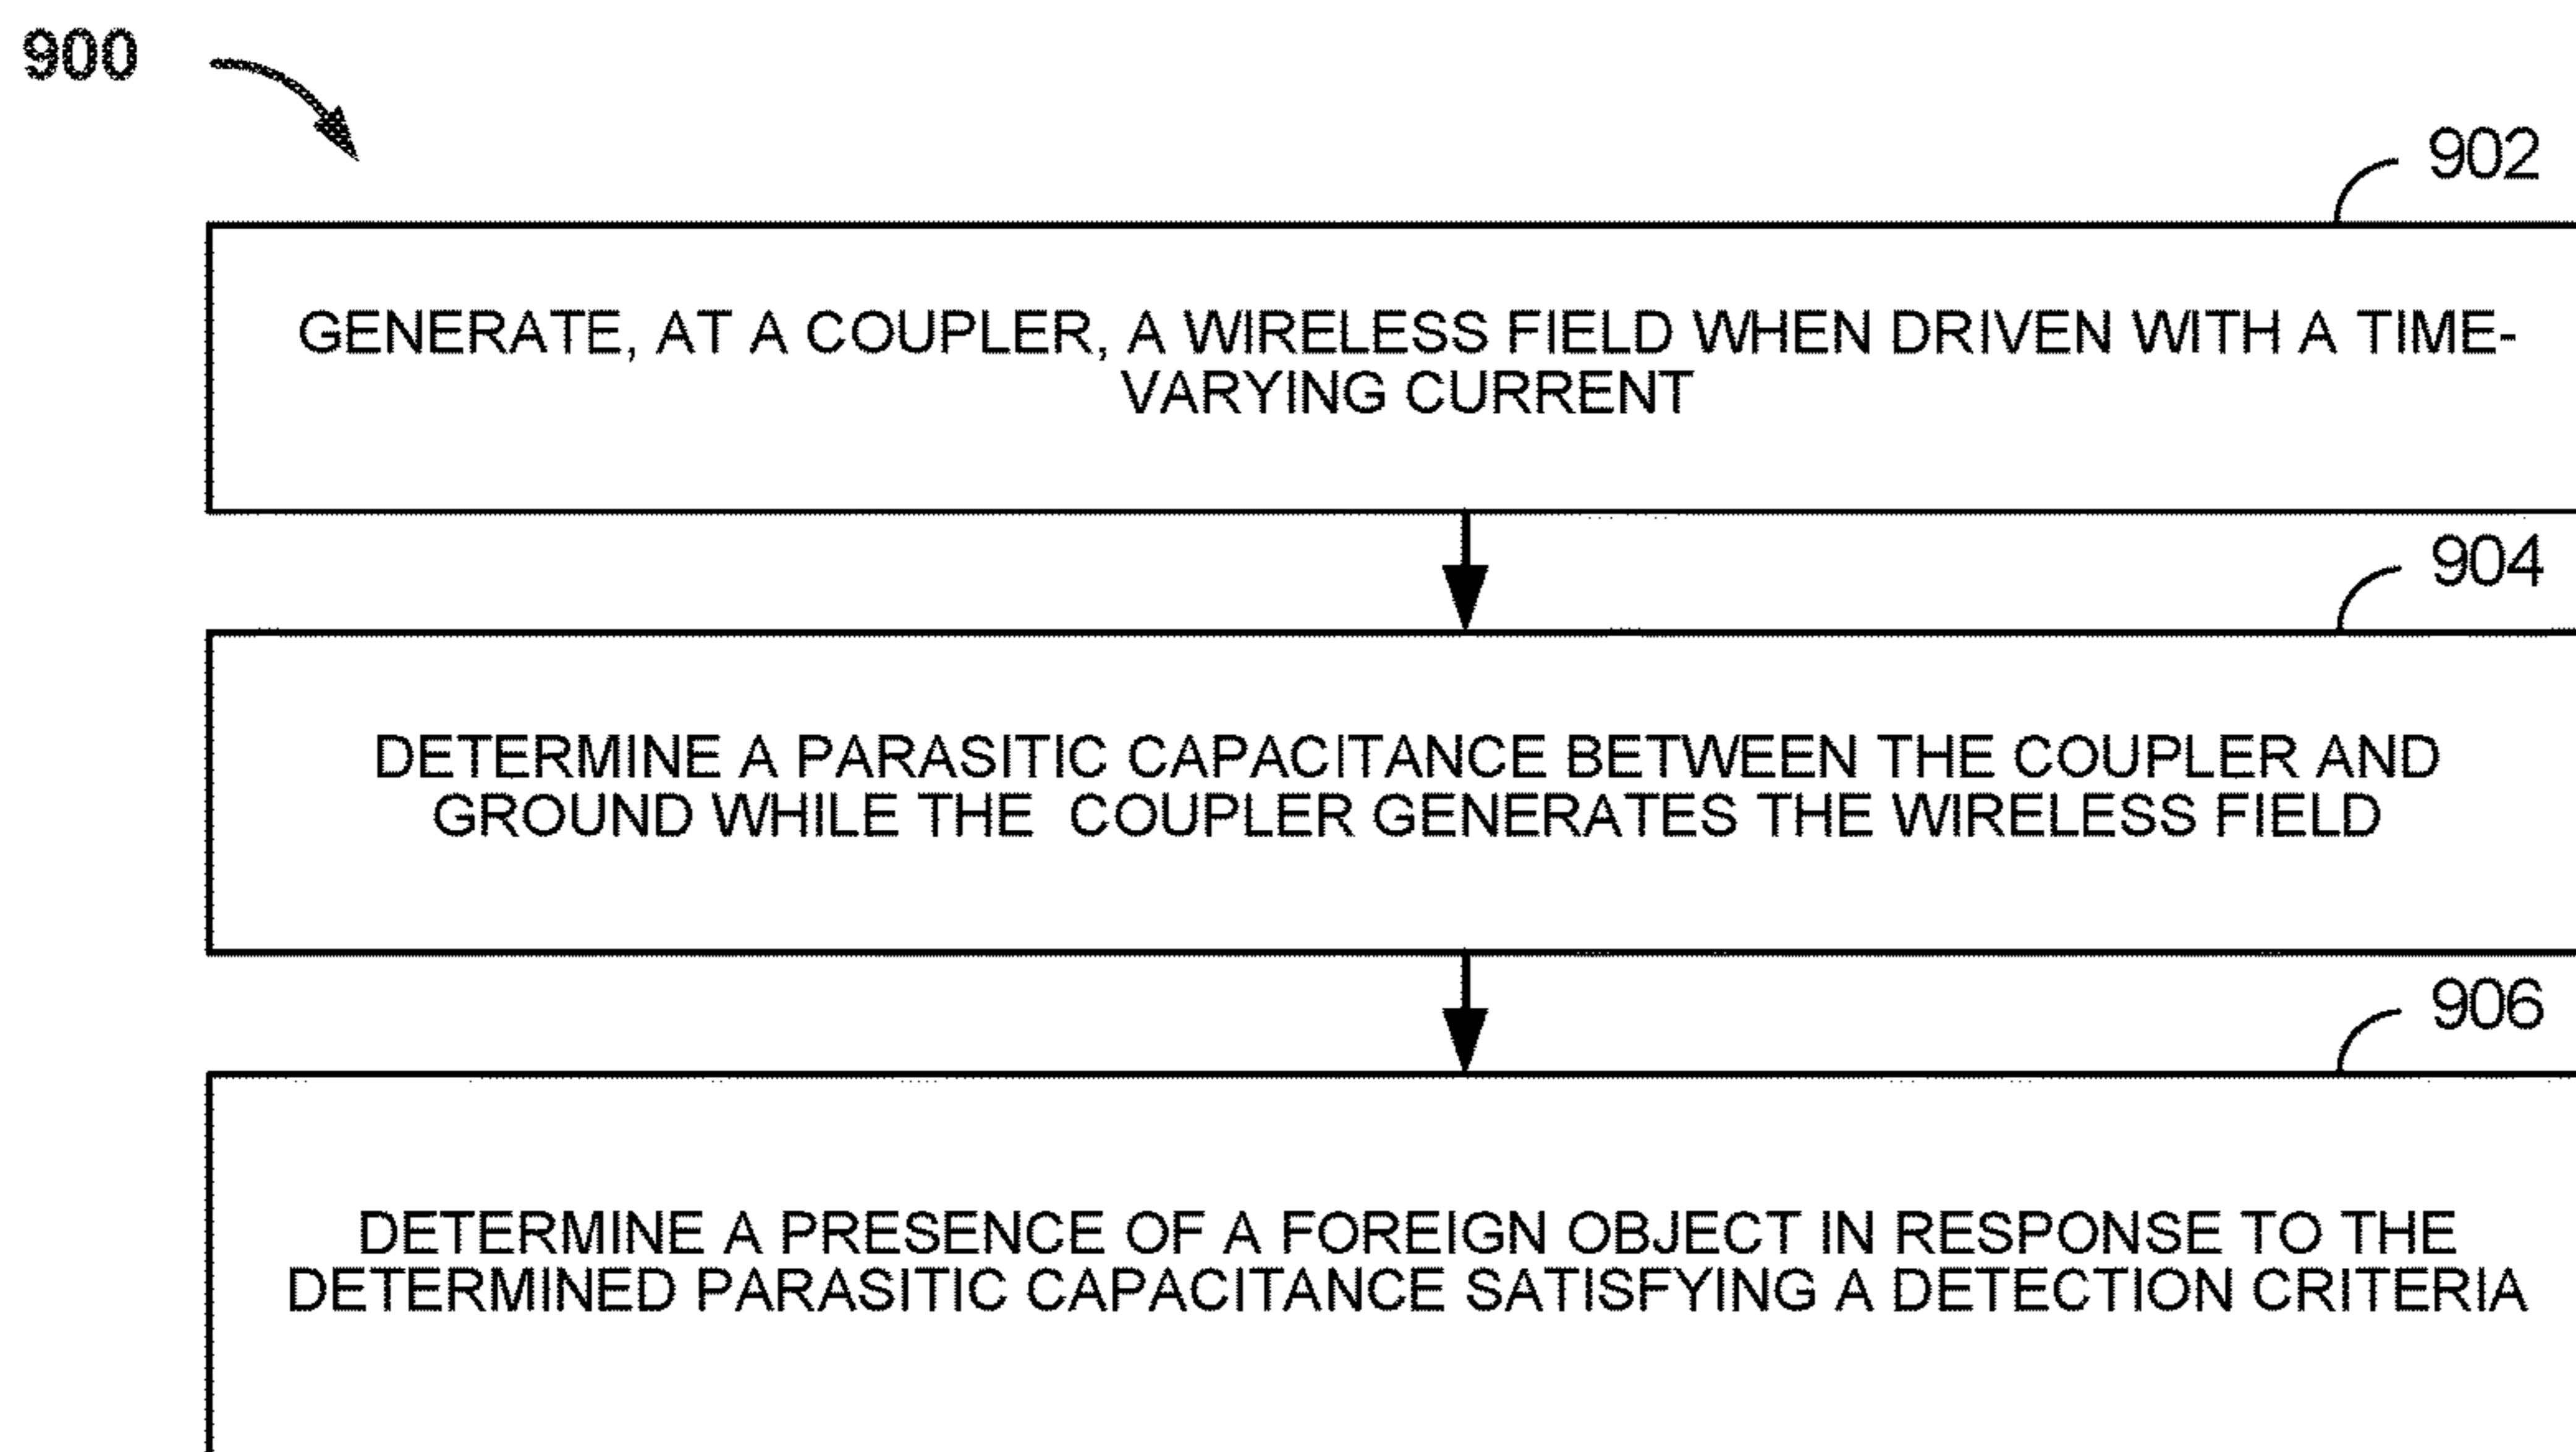 900
902
GENERATE, AT A COUPLER, A WIRELESS FIELD WHEN DRIVEN WITH A TIME-
VARYING CURRENT
904
DETERMINE A PARASITIC CAPACITANCE BETWEEN THE COUPLER AND
GROUND WHILE THE COUPLER GENERATES THE WIRELESS FIELD
906
DETERMINE A PRESENCE OF A FOREIGN OBJECT IN RESPONSE TO THE
DETERMINED PARASITIC CAPACITANCE SATISFYING A DETECTION CRITERIA